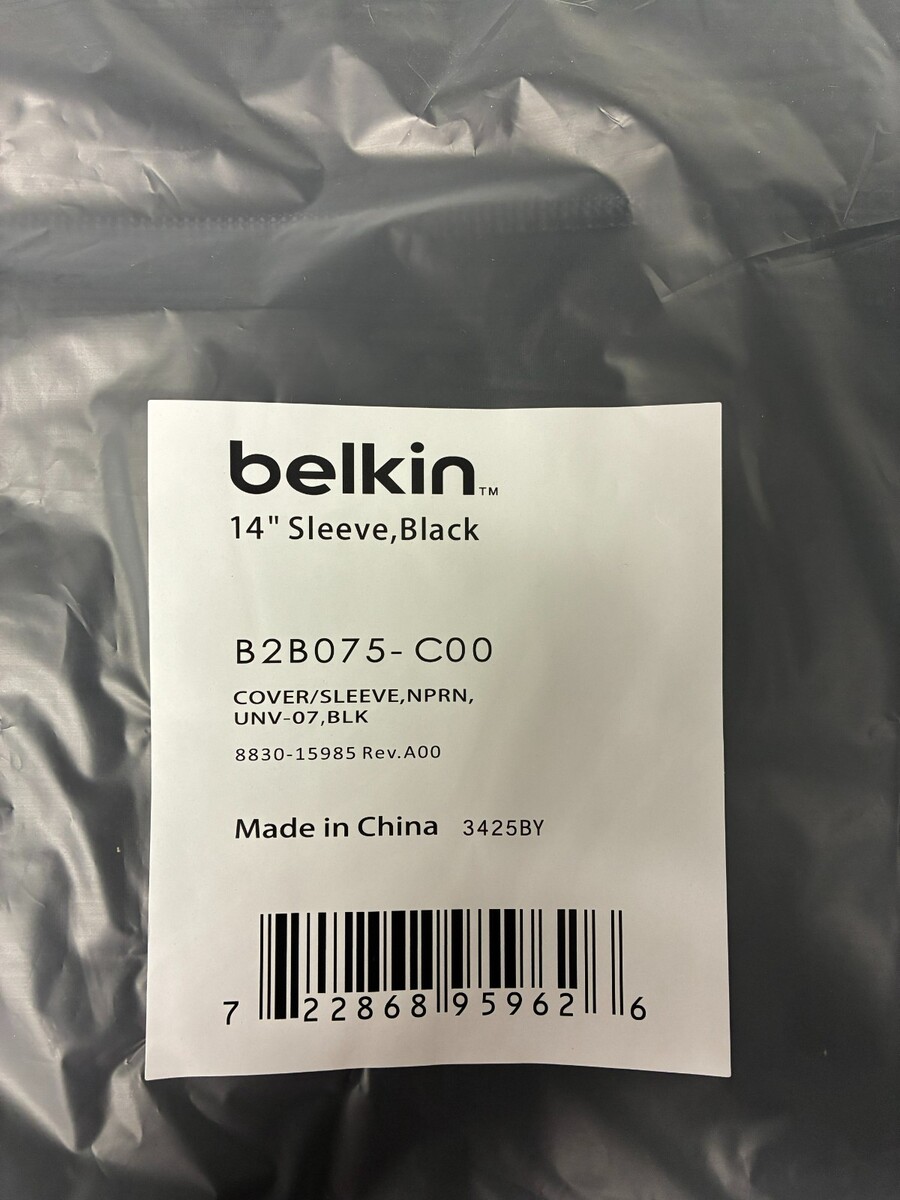 belkin™
14" Sleeve,Black
B2B075-C00
COVER/SLEEVE,NPRN,
UNV-07,BLK
8830-15985 Rev.A00
Made in China 3425BY
7 22868 95962 6